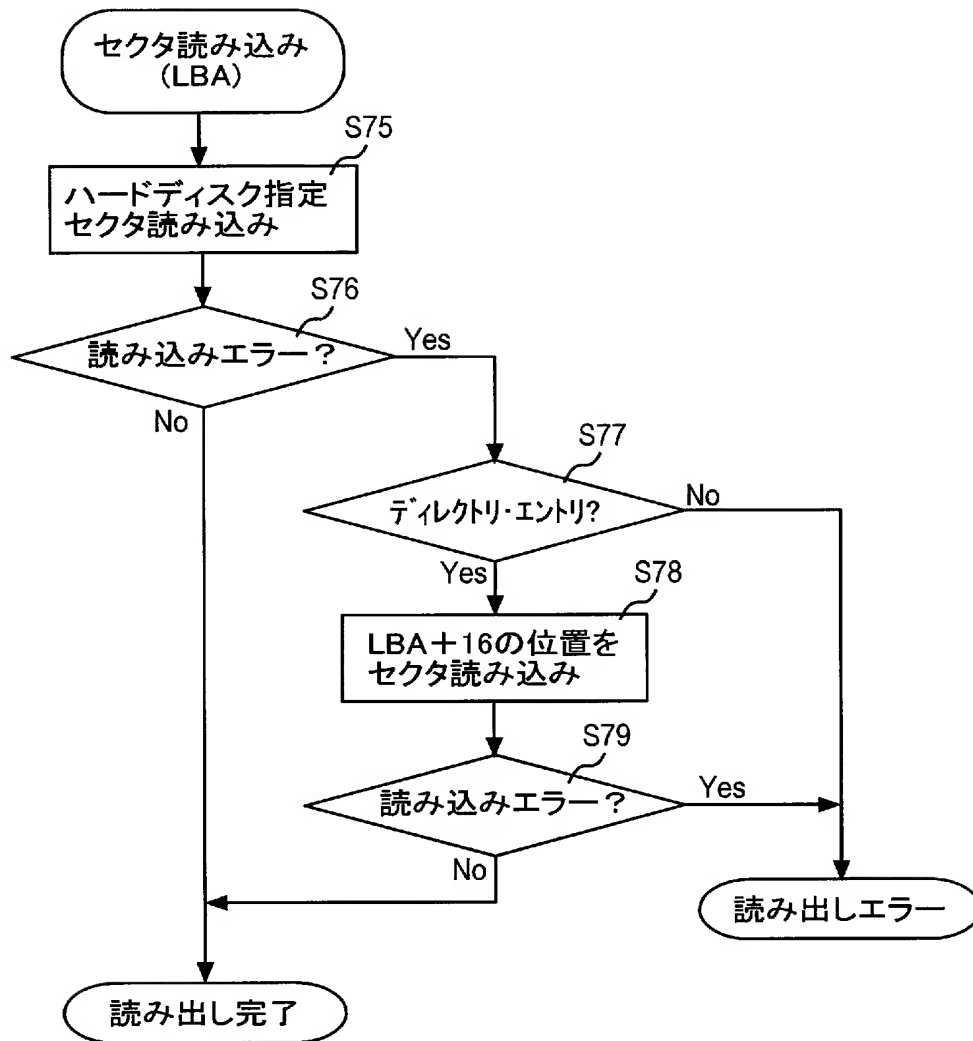 セクタ読み込み
(LBA)
S75
ハードディスク指定
セクタ読み込み
S76
読み込みエラー？
Yes
No
S77
ディレクトリ・エントリ?
No
Yes
S78
LBA＋16の位置を
セクタ読み込み
S79
読み込みエラー？
Yes
No
読み出しエラー
読み出し完了